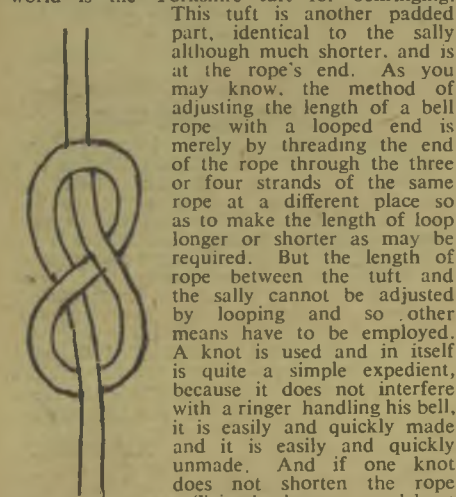 world is the Yorkshire tuft for bellringing.
This tuft is another padded
part, identical to the sally
although much shorter, and is
at the rope's end. As you
may know, the method of
adjusting the length of a bell
rope with a looped end is
merely by threading the end
of the rope through the three
or four strands of the same
rope at a different place so
as to make the length of loop
longer or shorter as may be
required. But the length of
rope between the tuft and
the sally cannot be adjusted
by looping and so other
means have to be employed.
A knot is used and in itself
is quite a simple expedient,
because it does not interfere
with a ringer handling his bell,
it is easily and quickly made
and it is easily and quickly
unmade. And if one knot
does not shorten the rope